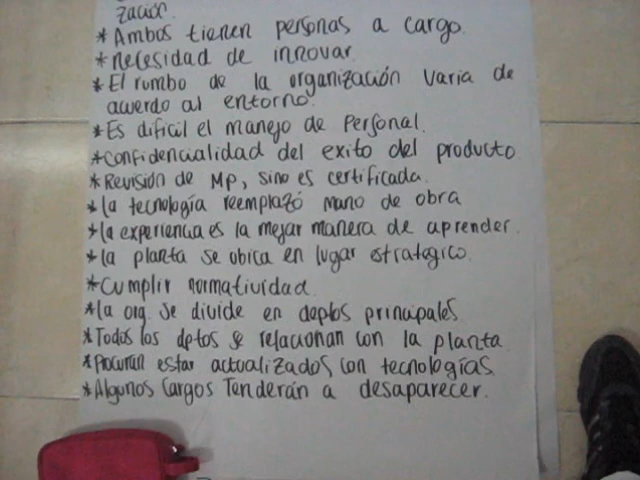 zación.
* Ambos tienen personas a cargo.
* necesidad de innovar.
* El rumbo de la organización varia de
acuerdo al entorno.
* Es dificil el manejo de Personal.
* Confidencialidad del exito del producto
* Revisión de MP, sino es certificada.
* la tecnología reemplazó mano de obra
* la experiencia es la mejar manera de aprender.
* la planta se obica en lugar estrategico.
* Cumplir normatividad.
* la org. se divide en deptos principales
* Todos los dptos se relacionan con la planta.
* Procuran estar actualizados con tecnologías.
* Algunos Cargos Tenderán a desaparecer.